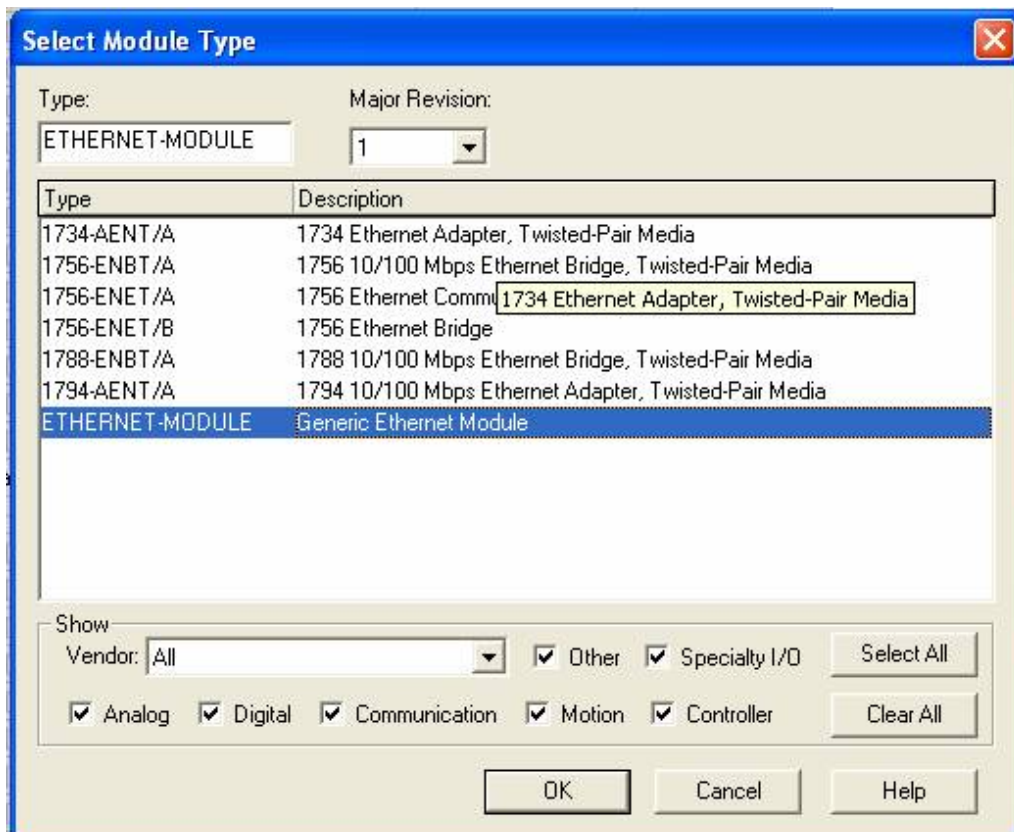 Select Module Type
Type: Major Revision:
ETHERNET-MODULE 1
Type Description
1734-AENT/A 1734 Ethernet Adapter, Twisted-Pair Media
1756-ENBT/A 1756 10/100 Mbps Ethernet Bridge, Twisted-Pair Media
1756-ENET/A 1756 Ethernet Commu 1734 Ethernet Adapter, Twisted-Pair Media
1756-ENET/B 1756 Ethernet Bridge
1788-ENBT/A 1788 10/100 Mbps Ethernet Bridge, Twisted-Pair Media
1794-AENT/A 1794 10/100 Mbps Ethernet Adapter, Twisted-Pair Media
ETHERNET-MODULE Generic Ethernet Module
Show
Vendor: All Other Specialty I/O Select All
Analog Digital Communication Motion Controller Clear All
OK Cancel Help